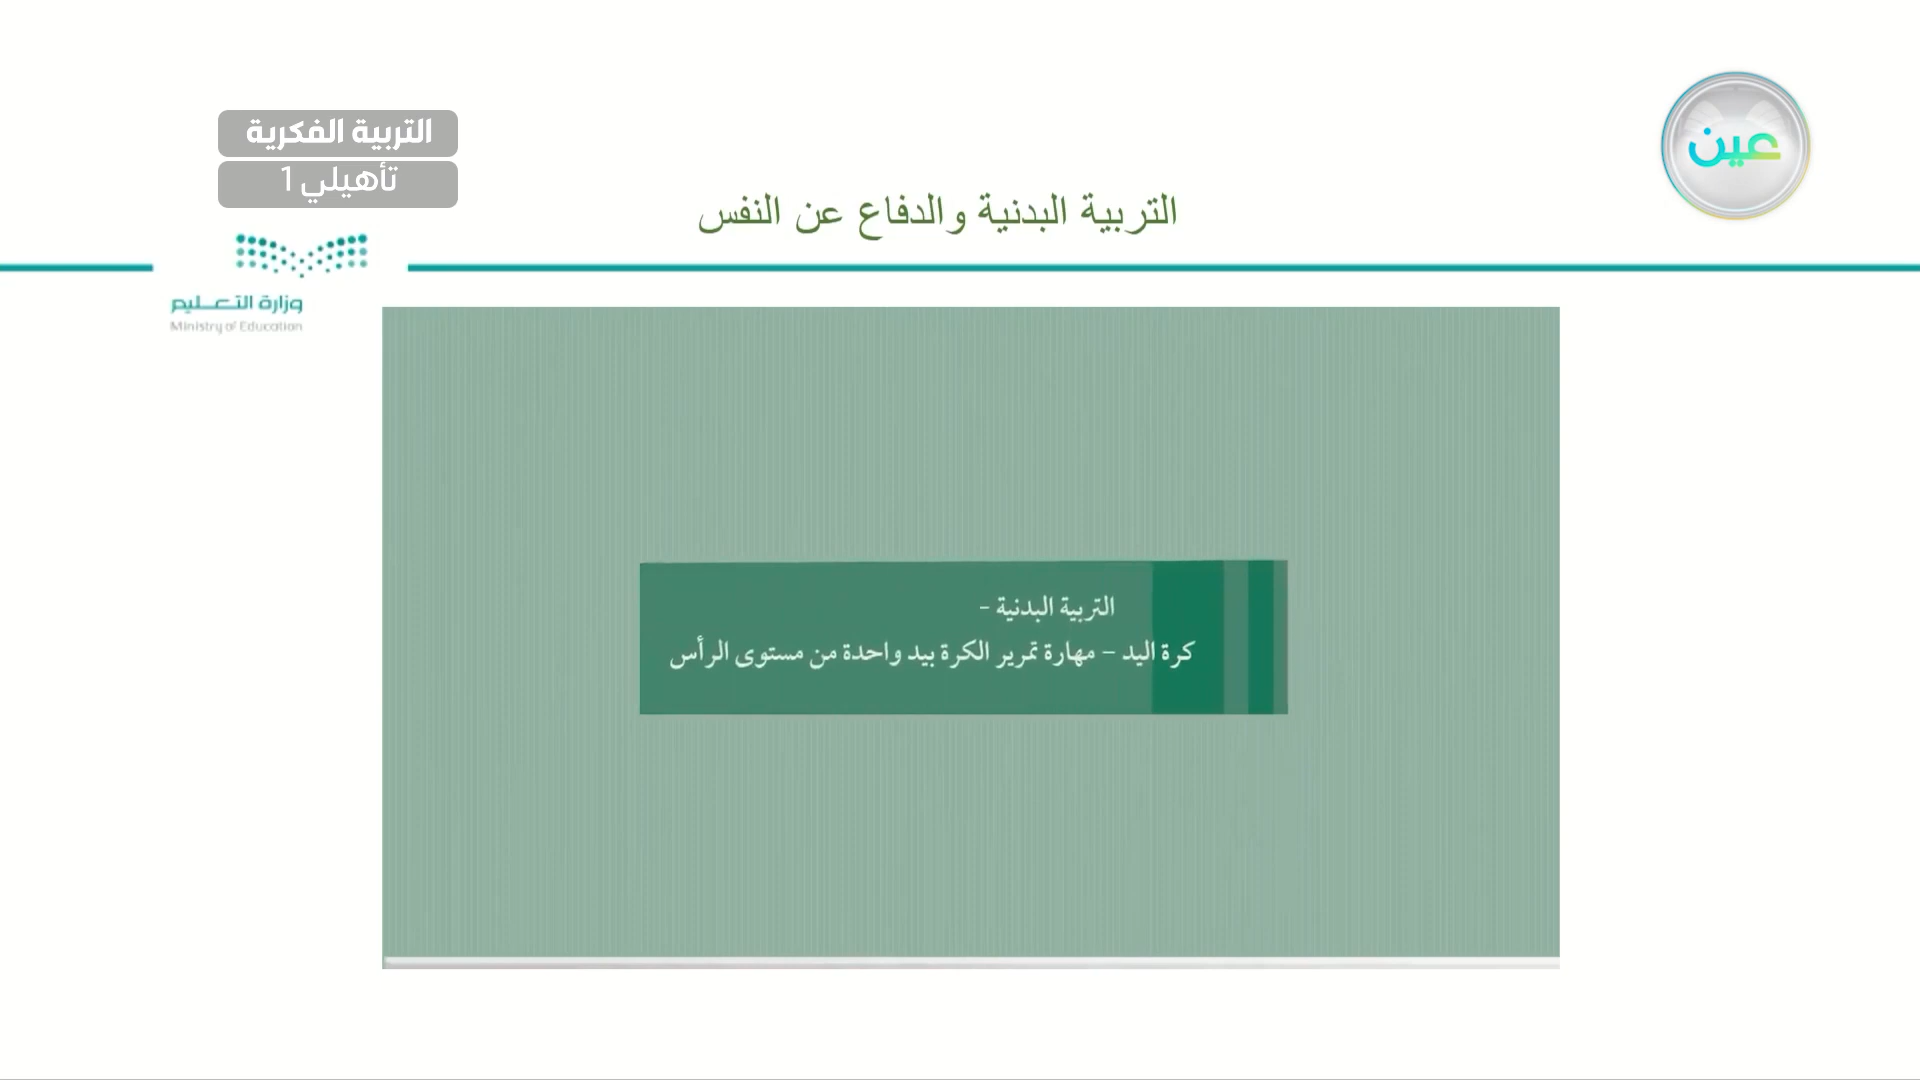 التربية الفكرية
تأهيلي 1
عين
التربية البدنية والدفاع عن النفس
وزارة التعليم
Ministry of Education
التربية البدنية -
كرة اليد - مهارة تمرير الكرة بيد واحدة من مستوى الرأس